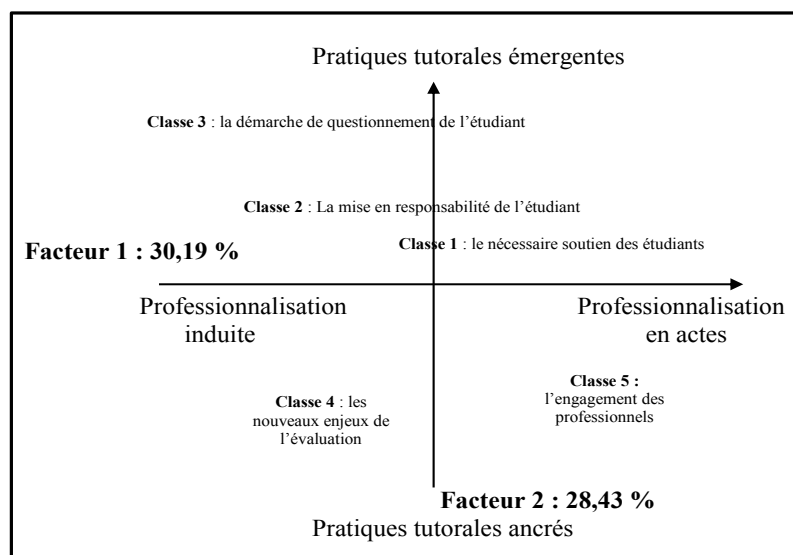 Pratiques tutorales émergentes
Classe 3 : la démarche de questionnement de l’étudiant
Classe 2 : La mise en responsabilité de l’étudiant
Classe 1 : le nécessaire soutien des étudiants
Facteur 1 : 30,19 %
Professionnalisation
induite
Professionnalisation
en actes
Classe 4 : les
nouveaux enjeux de
l’évaluation
Classe 5 :
l’engagement des
professionnels
Facteur 2 : 28,43 %
Pratiques tutorales ancrés